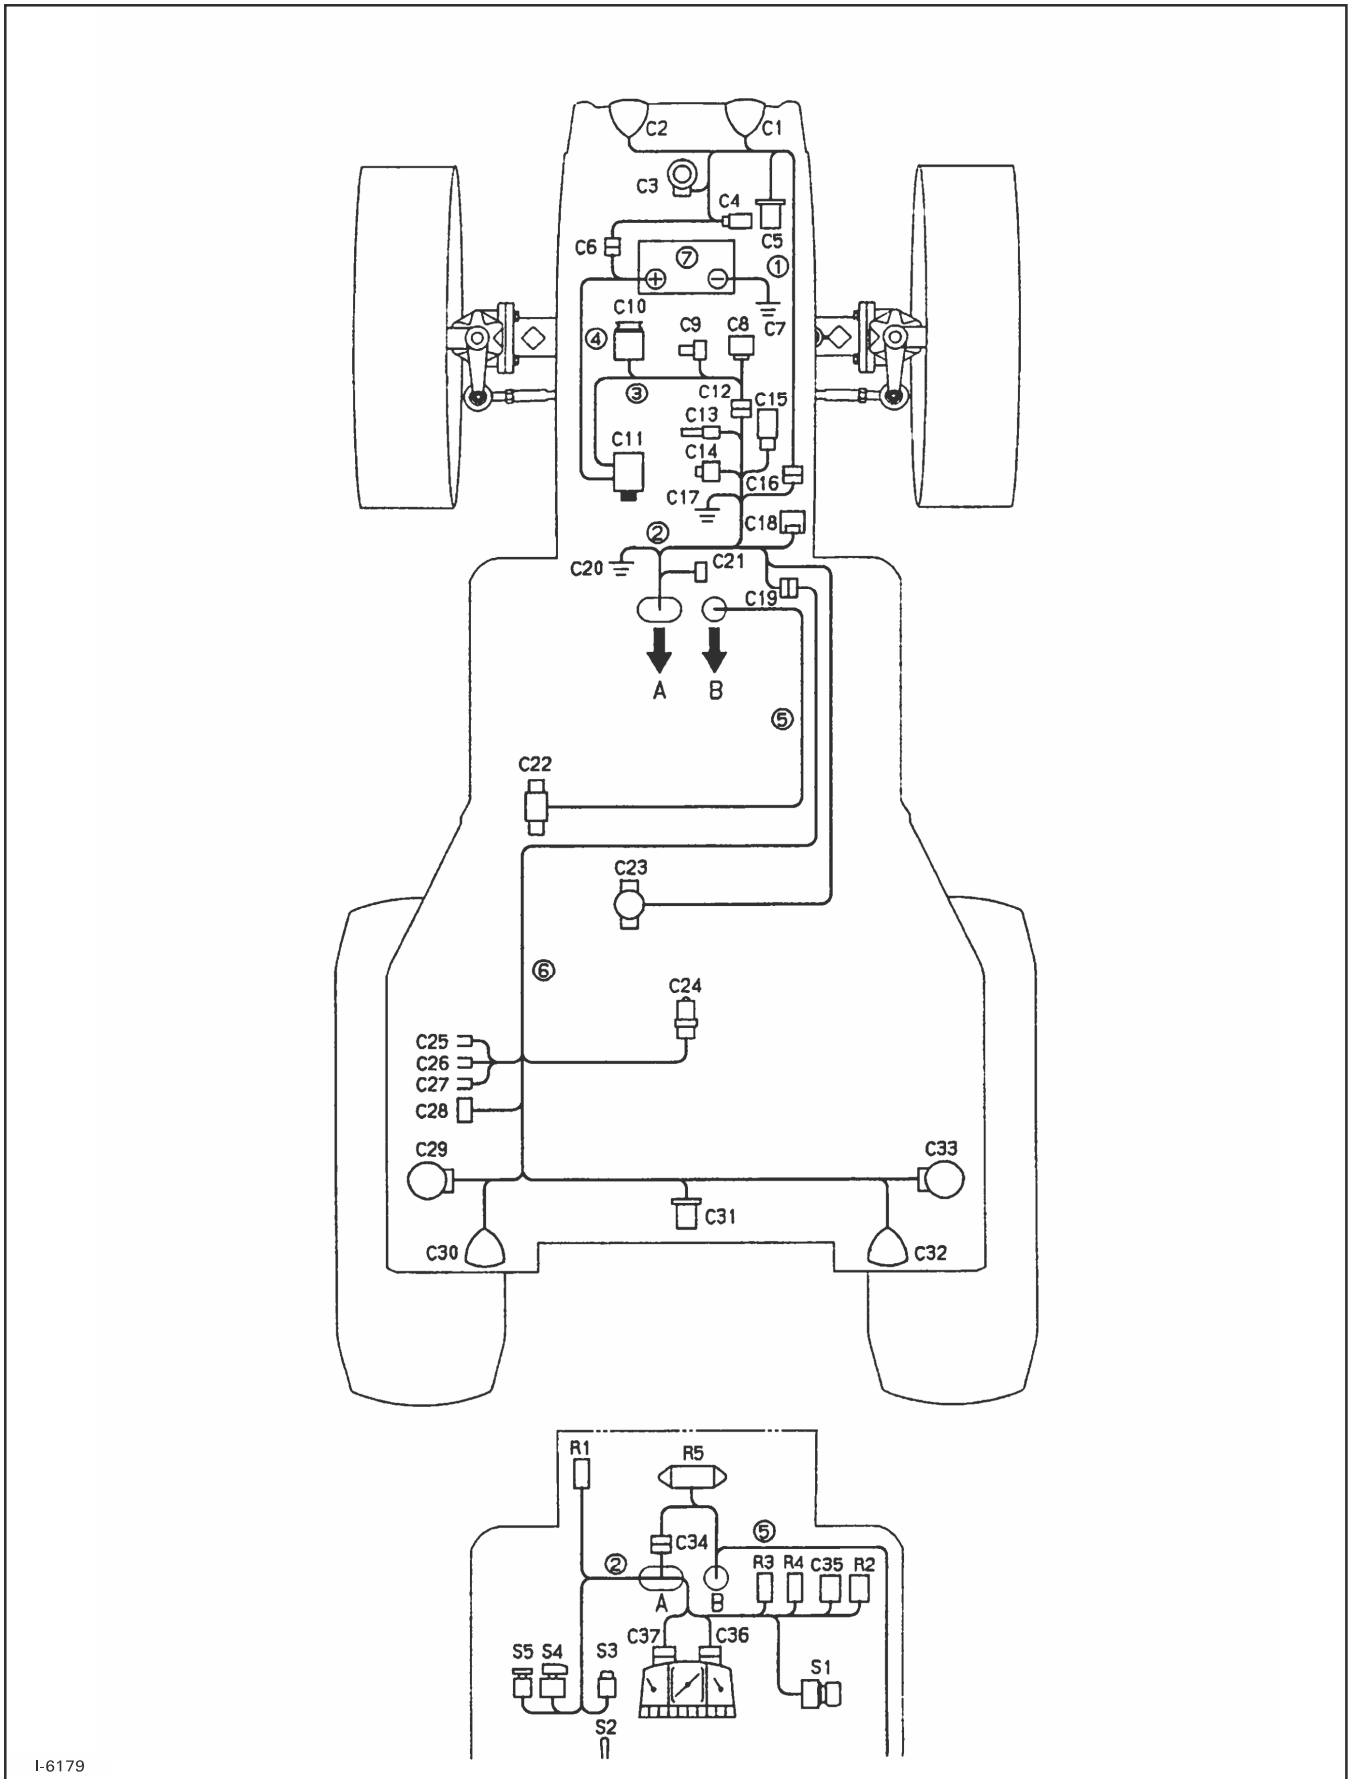 C2
C1
C3
C4
C5
C6
⑦
①
+
−
C10
C7
④
C9
C8
③
C12
C15
C13
C11
C14
C16
C17
②
C18
C20
C21
C19
A
B
⑤
C22
C23
⑥
C24
C25
C26
C27
C28
C29
C33
C31
C30
C32
R1
R5
C34
⑤
②
R3
R4
C35
R2
A
B
C37
C36
S5
S4
S3
S1
S2
I-6179